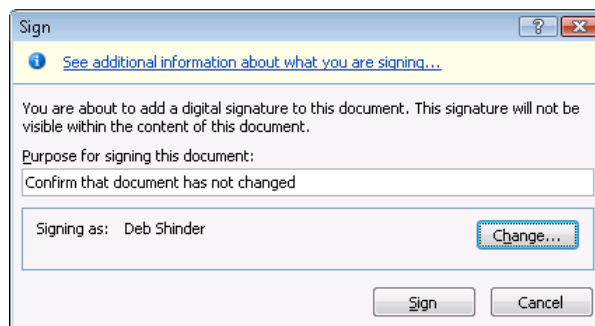 Sign
See additional information about what you are signing...
You are about to add a digital signature to this document. This signature will not be
visible within the content of this document.
Purpose for signing this document:
Confirm that document has not changed
Signing as: Deb Shinder
Change...
Sign
Cancel